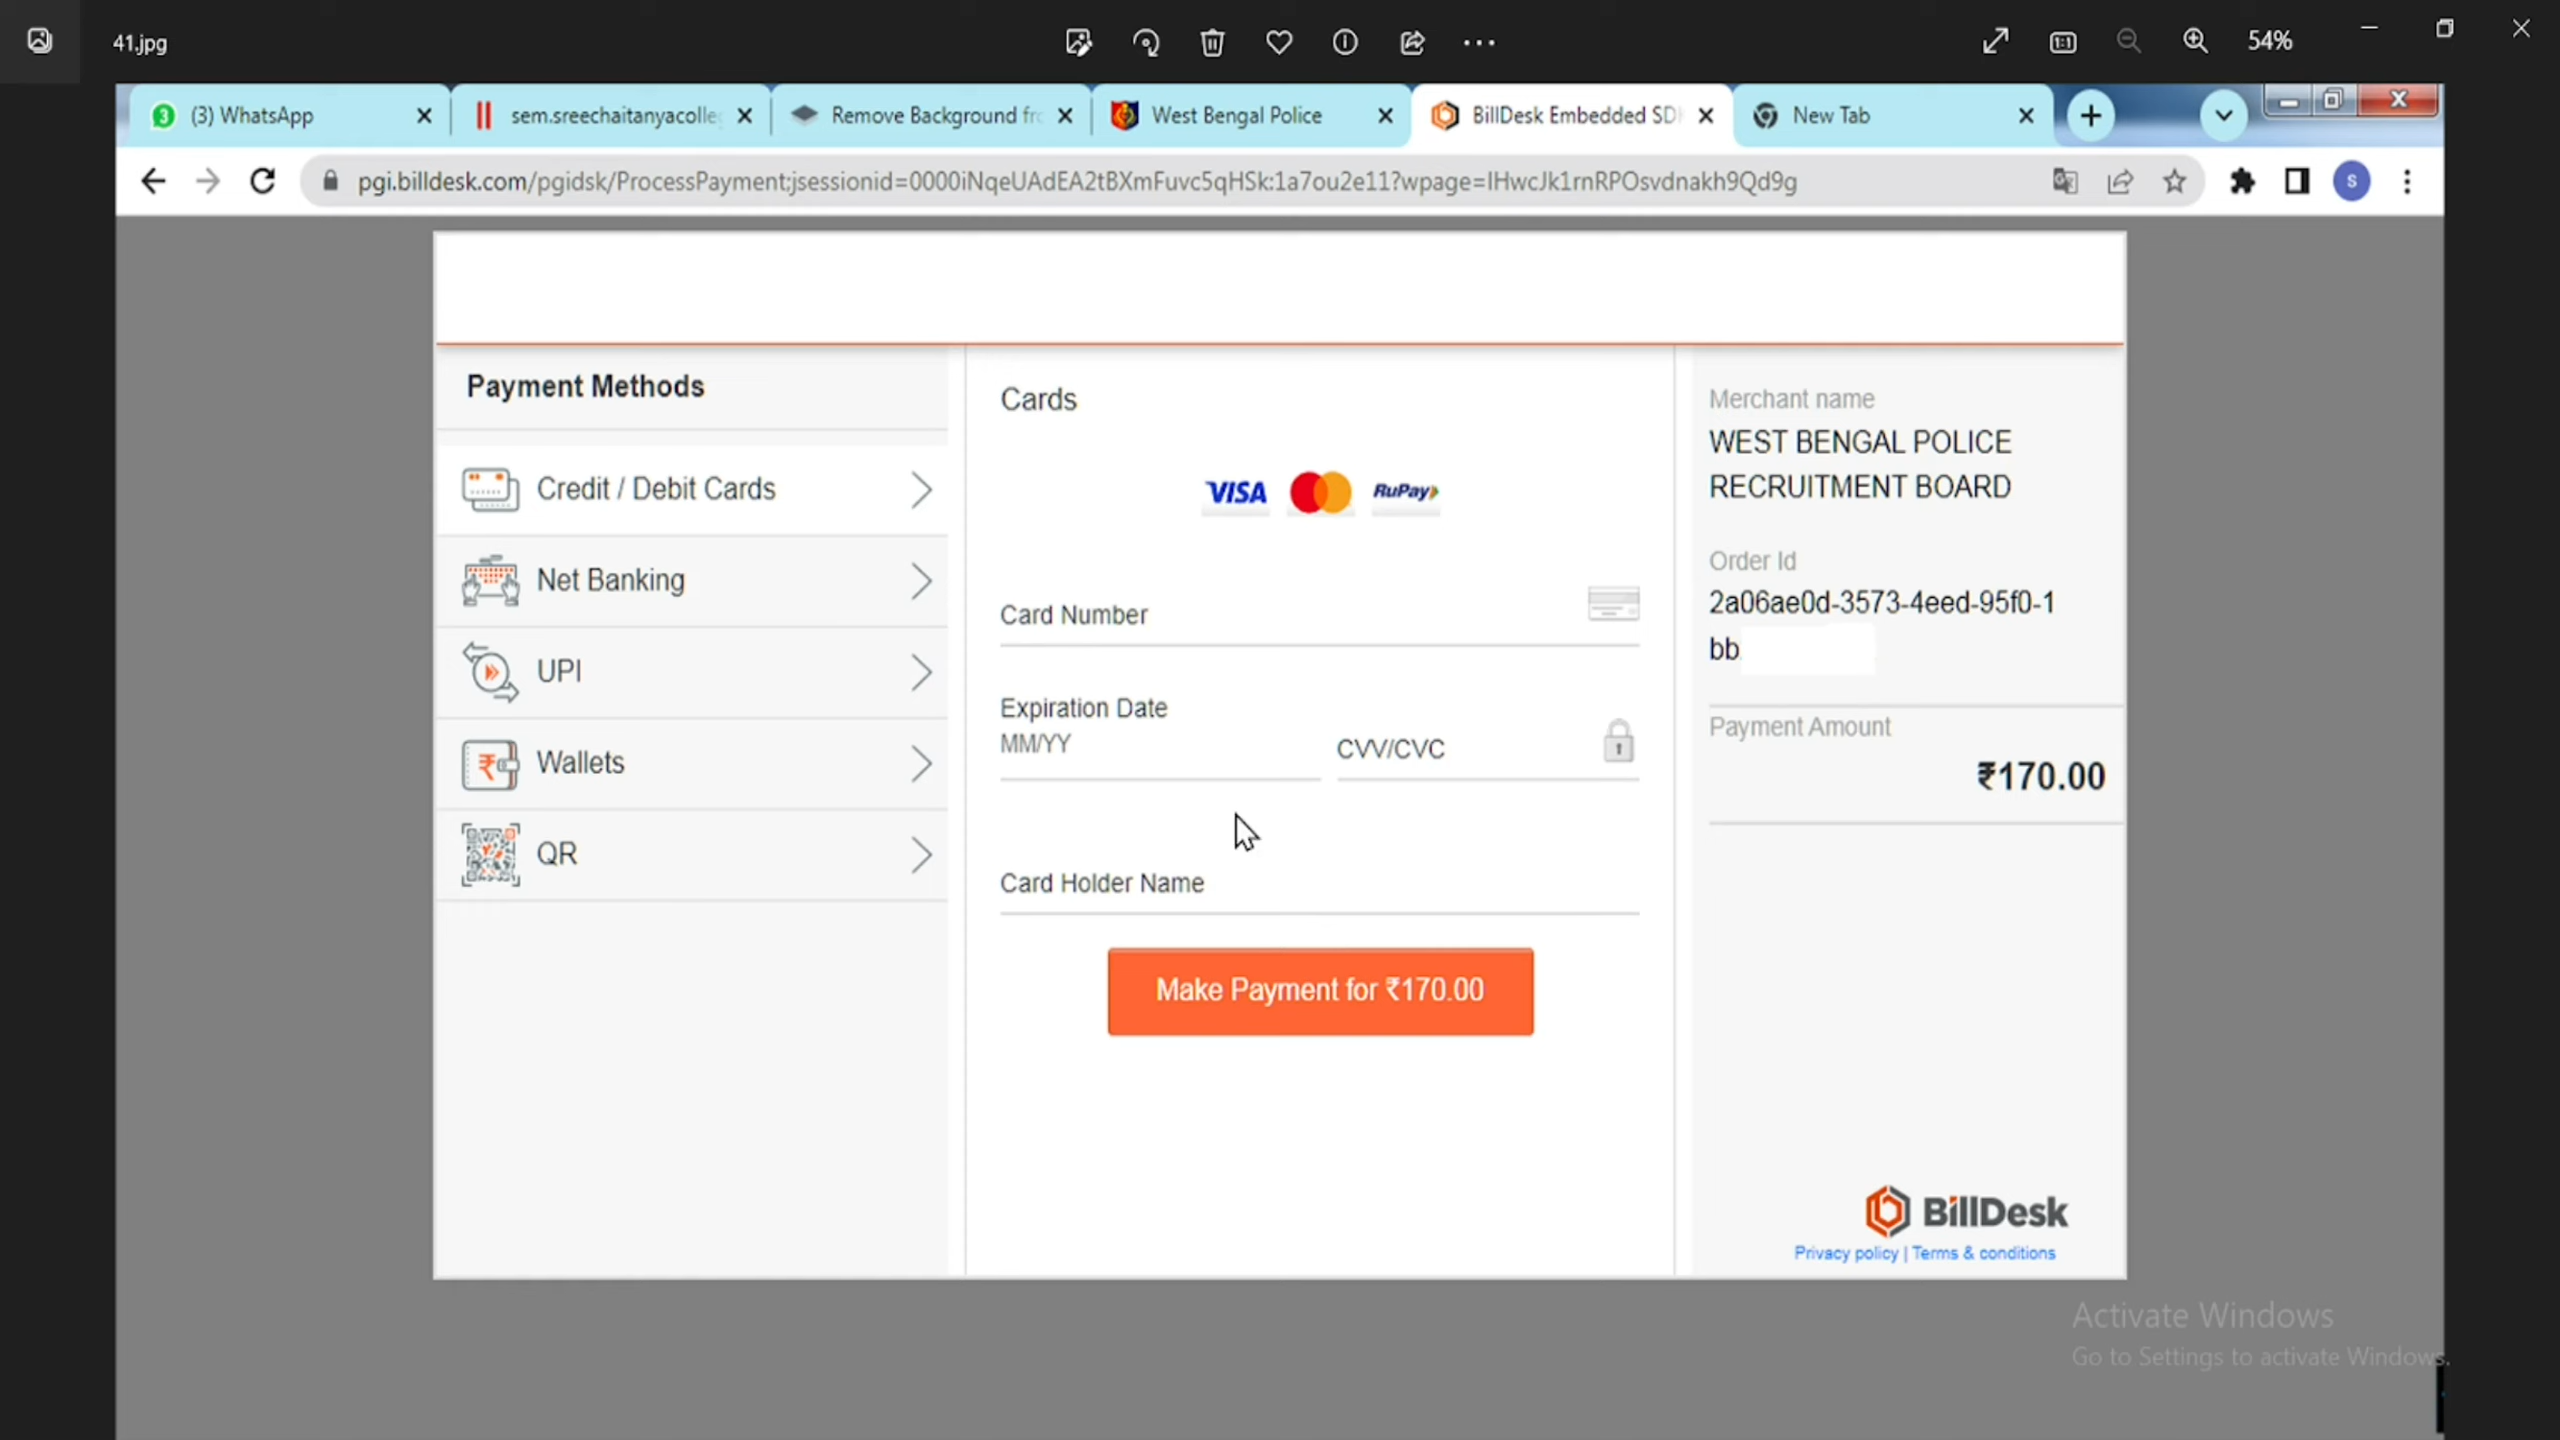 41.jpg
54%
(3) WhatsApp
sem.sreechaitanyacolle
Remove Background fr
West Bengal Police
BillDesk Embedded SD
New Tab
pgi.billdesk.com/pgidsk/ProcessPayment;jsessionid=0000iNqeUAdEA2tBXmFuvc5qHSk:1a7ou2e11?wpage=IHwcJk1rnRPOsvdnakh9Qd9g
S
Payment Methods
Credit / Debit Cards
Net Banking
UPI
Wallets
QR
Cards
VISA
RuPay
Card Number
Expiration Date
MM/YY
CVV/CVC
Card Holder Name
Make Payment for ₹170.00
Merchant name
WEST BENGAL POLICE
RECRUITMENT BOARD
Order Id
2a06ae0d-3573-4eed-95f0-1
bb
Payment Amount
₹170.00
BillDesk
Privacy policy | Terms & conditions
Activate Windows
Go to Settings to activate Windows.